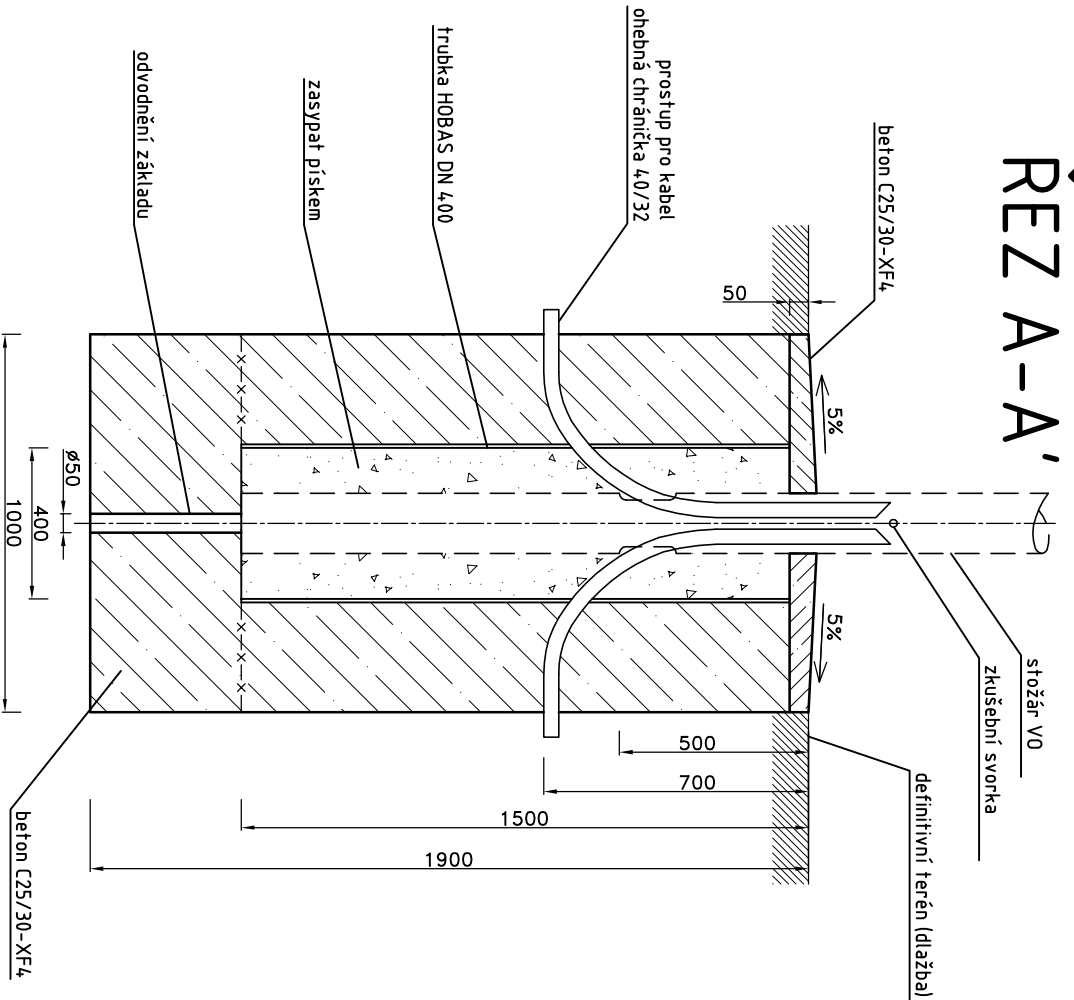 ŘEZ A-A'
beton C25/30-XF4
prostup pro kabel
ohebná chránička 40/32
trubka HOBAS DN 400
zasypat pískem
odvodnění základu
50
5%
5%
stožár VO
zkušební svorka
definitivní terén (dlažba)
500
700
1500
1900
ø50
400
1000
beton C25/30-XF4